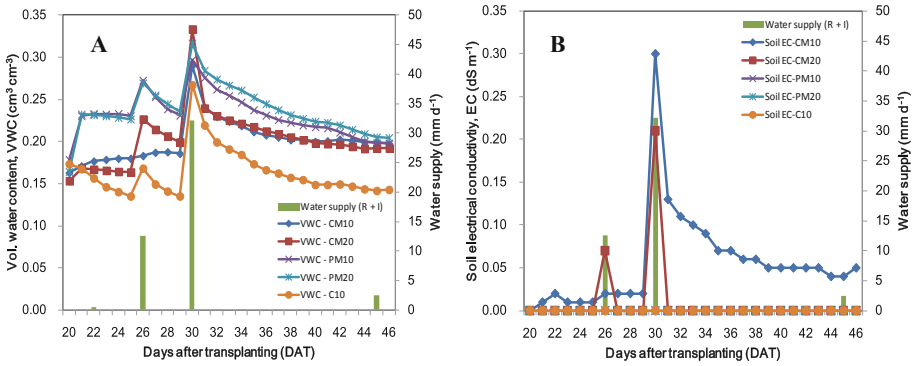 A
Vol. water content, VWC (cm³ cm⁻³)
0.35
0.30
0.25
0.20
0.15
0.10
0.05
0.00
50
45
40
35
30
25
20
15
10
5
0
Water supply (mm d⁻¹)
Water supply (R + I)
VWC - CM10
VWC - CM20
VWC - PM10
VWC - PM20
VWC - C10
20 22 24 26 28 30 32 34 36 38 40 42 44 46
Days after transplanting (DAT)
B
Soil electrical conductivtiy, EC (dS m⁻¹)
0.35
0.30
0.25
0.20
0.15
0.10
0.05
0.00
50
45
40
35
30
25
20
15
10
5
0
Water supply (mm d⁻¹)
Water supply (R + I)
Soil EC-CM10
Soil EC-CM20
Soil EC-PM10
Soil EC-PM20
Soil EC-C10
20 22 24 26 28 30 32 34 36 38 40 42 44 46
Days after transplanting (DAT)